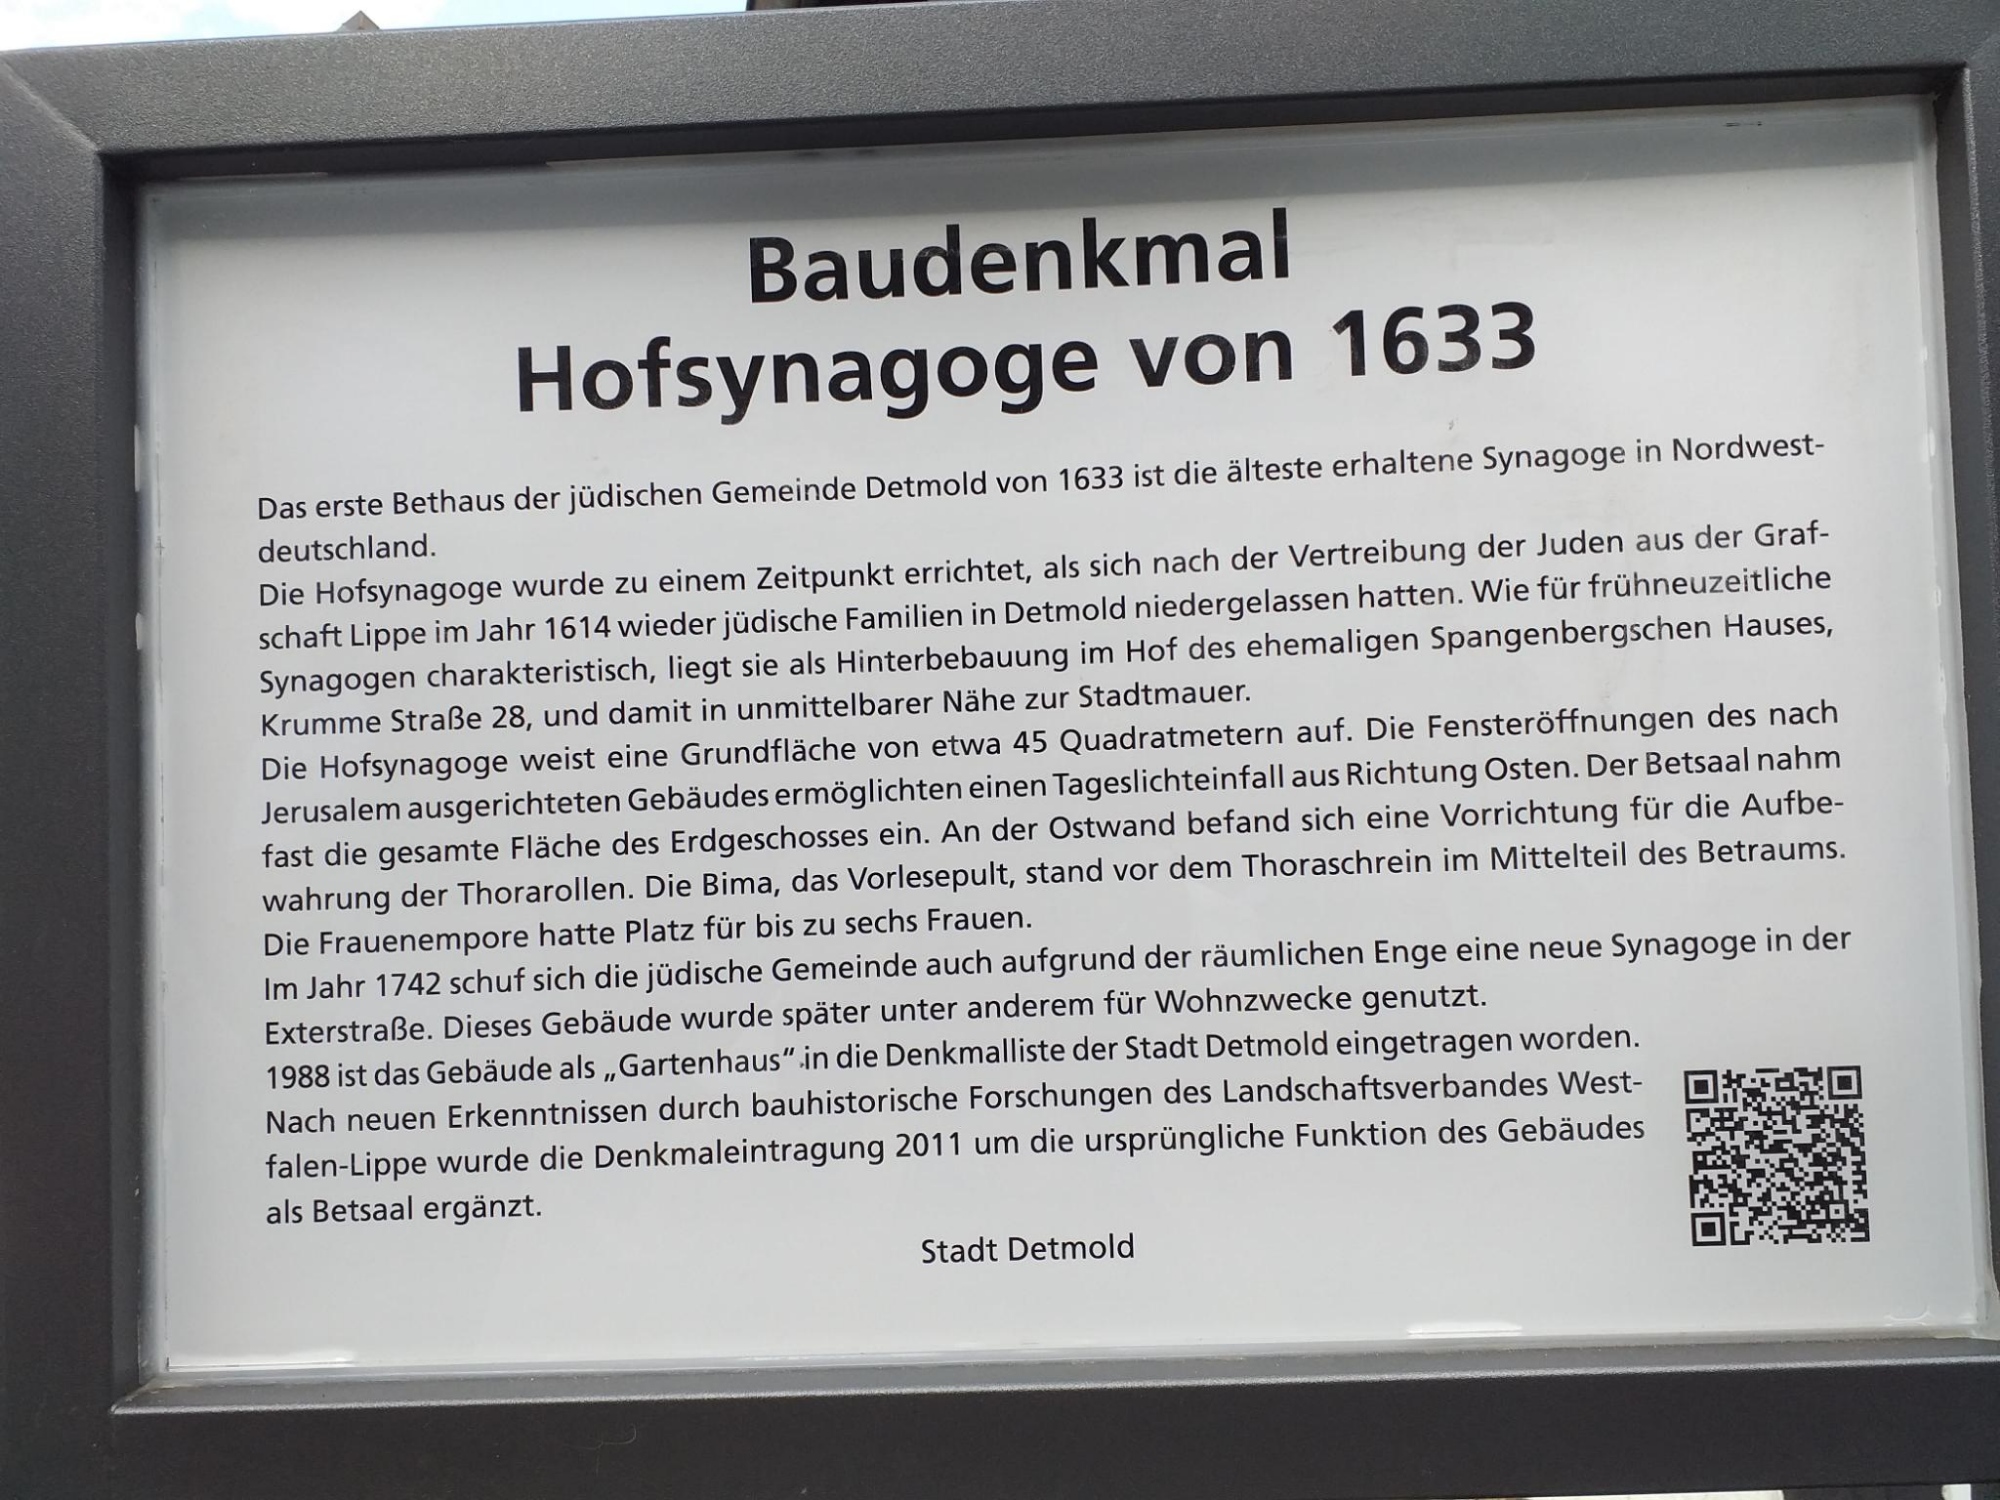 Baudenkmal
Hofsynagoge von 1633
Das erste Bethaus der jüdischen Gemeinde Detmold von 1633 ist die älteste erhaltene Synagoge in Nordwest-
deutschland.
Die Hofsynagoge wurde zu einem Zeitpunkt errichtet, als sich nach der Vertreibung der Juden aus der Graf-
schaft Lippe im Jahr 1614 wieder jüdische Familien in Detmold niedergelassen hatten. Wie für frühneuzeitliche
Synagogen charakteristisch, liegt sie als Hinterbebauung im Hof des ehemaligen Spangenbergschen Hauses,
Krumme Straße 28, und damit in unmittelbarer Nähe zur Stadtmauer.
Die Hofsynagoge weist eine Grundfläche von etwa 45 Quadratmetern auf. Die Fensteröffnungen des nach
Jerusalem ausgerichteten Gebäudes ermöglichten einen Tageslichteinfall aus Richtung Osten. Der Betsaal nahm
fast die gesamte Fläche des Erdgeschosses ein. An der Ostwand befand sich eine Vorrichtung für die Aufbe-
wahrung der Thorarollen. Die Bima, das Vorlesepult, stand vor dem Thoraschrein im Mittelteil des Betraums.
Die Frauenempore hatte Platz für bis zu sechs Frauen.
Im Jahr 1742 schuf sich die jüdische Gemeinde auch aufgrund der räumlichen Enge eine neue Synagoge in der
Exterstraße. Dieses Gebäude wurde später unter anderem für Wohnzwecke genutzt.
1988 ist das Gebäude als „Gartenhaus“ in die Denkmalliste der Stadt Detmold eingetragen worden.
Nach neuen Erkenntnissen durch bauhistorische Forschungen des Landschaftsverbandes West-
falen-Lippe wurde die Denkmaleintragung 2011 um die ursprüngliche Funktion des Gebäudes
als Betsaal ergänzt.
Stadt Detmold